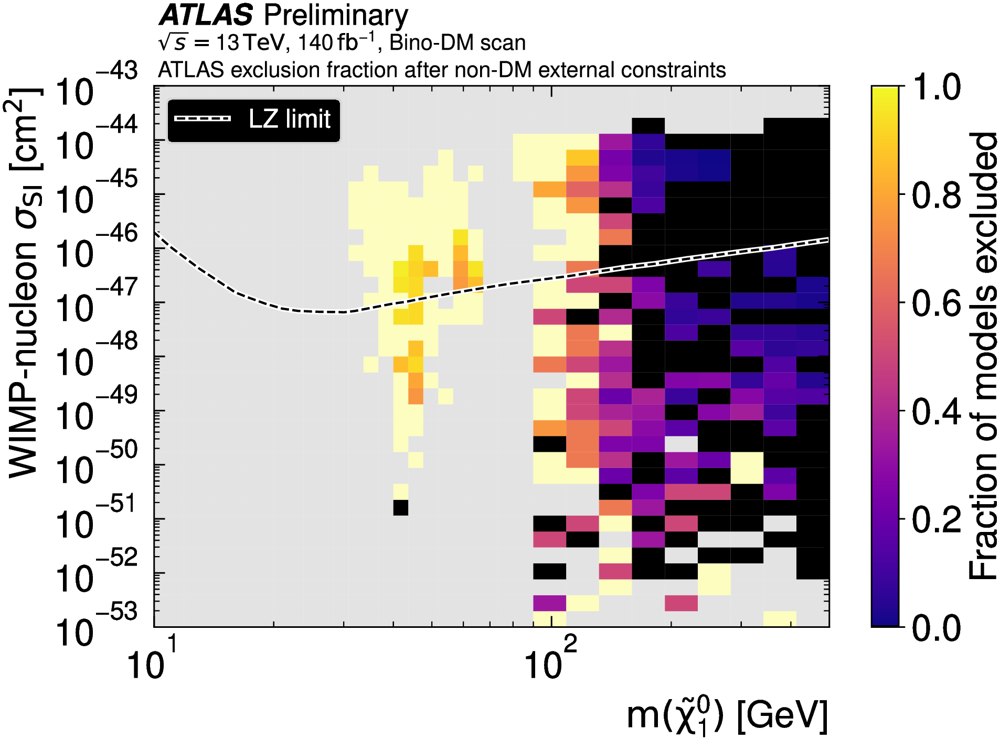 ATLAS Preliminary
√s = 13 TeV, 140 fb⁻¹, Bino-DM scan
ATLAS exclusion fraction after non-DM external constraints
LZ limit
WIMP-nucleon σ_SI [cm²]
10⁻⁴³
10⁻⁴⁴
10⁻⁴⁵
10⁻⁴⁶
10⁻⁴⁷
10⁻⁴⁸
10⁻⁴⁹
10⁻⁵⁰
10⁻⁵¹
10⁻⁵²
10⁻⁵³
10¹
10²
m(χ̃⁰₁) [GeV]
1.0
0.8
0.6
0.4
0.2
0.0
Fraction of models excluded